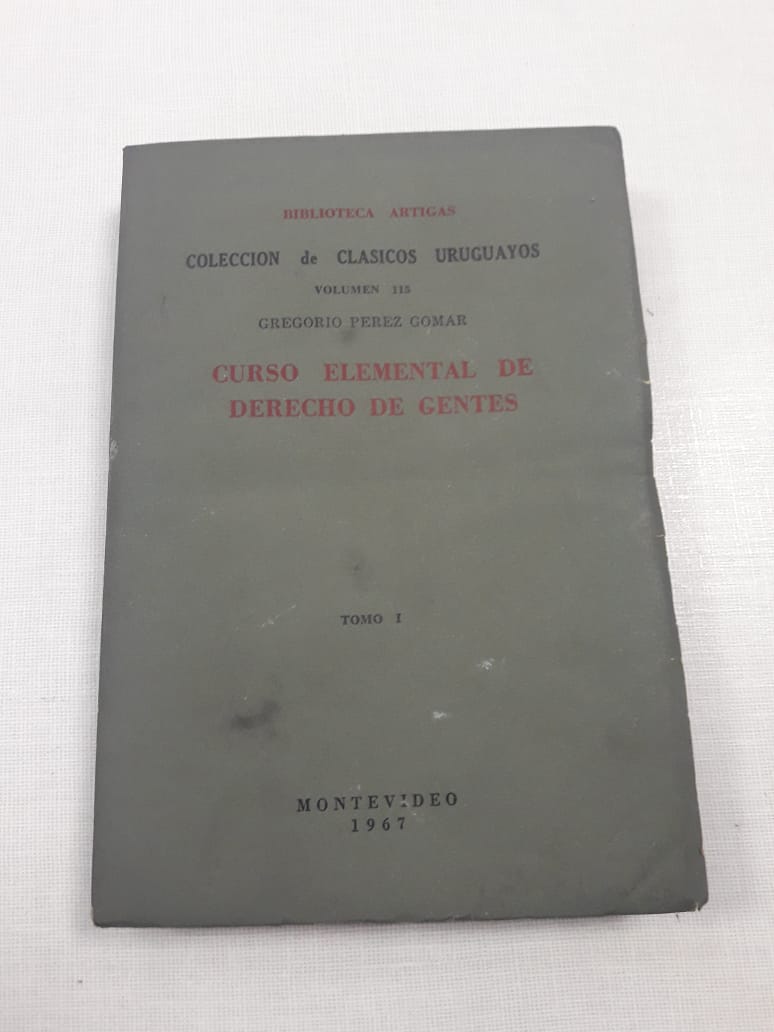 BIBLIOTECA ARTIGAS
COLECCION de CLASICOS URUGUAYOS
VOLUMEN 115
GREGORIO PEREZ GOMAR
CURSO ELEMENTAL DE
DERECHO DE GENTES
TOMO I
MONTEVIDEO
1967